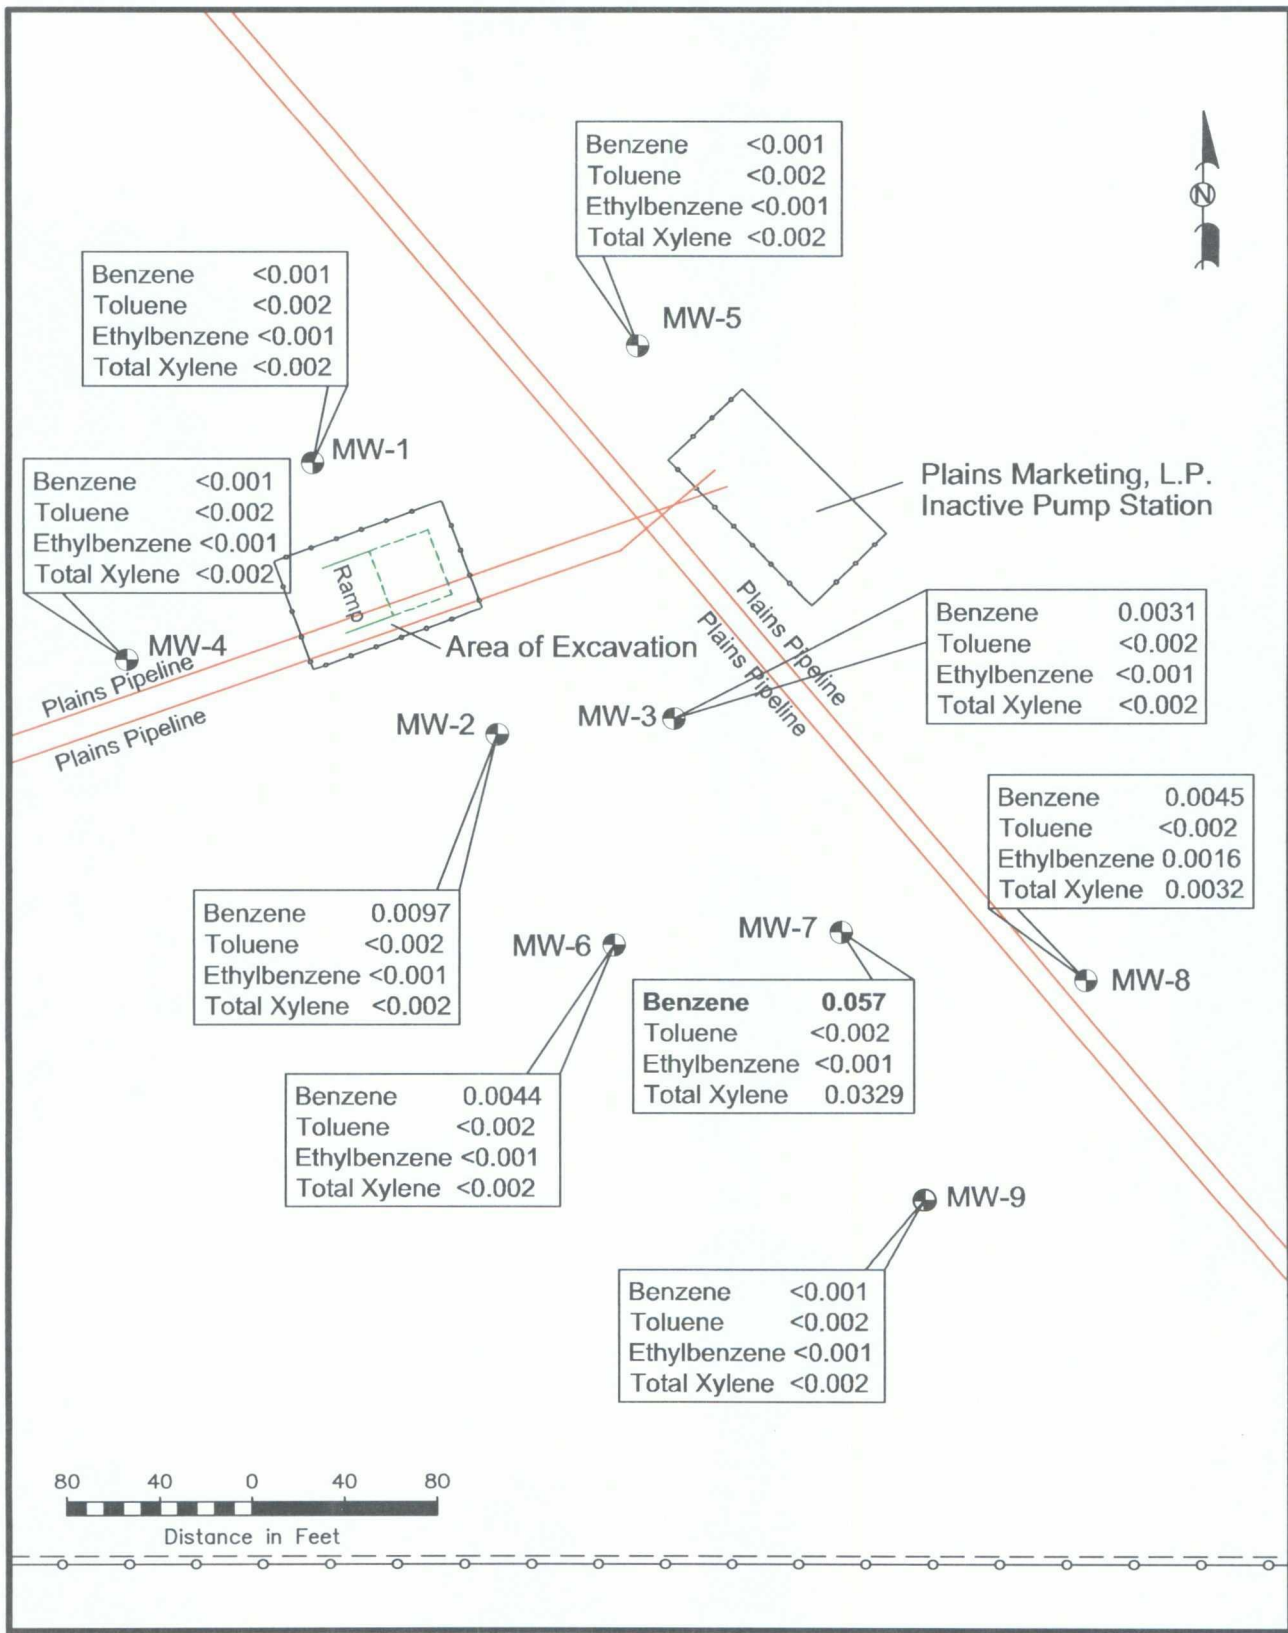 Benzene <0.001
Toluene <0.002
Ethylbenzene <0.001
Total Xylene <0.002
N
MW-5
Benzene <0.001
Toluene <0.002
Ethylbenzene <0.001
Total Xylene <0.002
MW-1
Benzene <0.001
Toluene <0.002
Ethylbenzene <0.001
Total Xylene <0.002
MW-4
Plains Marketing, L.P.
Inactive Pump Station
Ramp
Area of Excavation
Plains Pipeline
Plains Pipeline
Plains Pipeline
Plains Pipeline
Benzene 0.0031
Toluene <0.002
Ethylbenzene <0.001
Total Xylene <0.002
MW-3
MW-2
Benzene 0.0045
Toluene <0.002
Ethylbenzene 0.0016
Total Xylene 0.0032
MW-8
Benzene 0.0097
Toluene <0.002
Ethylbenzene <0.001
Total Xylene <0.002
MW-6
MW-7
Benzene 0.057
Toluene <0.002
Ethylbenzene <0.001
Total Xylene 0.0329
Benzene 0.0044
Toluene <0.002
Ethylbenzene <0.001
Total Xylene <0.002
MW-9
Benzene <0.001
Toluene <0.002
Ethylbenzene <0.001
Total Xylene <0.002
80 40 0 40 80
Distance in Feet